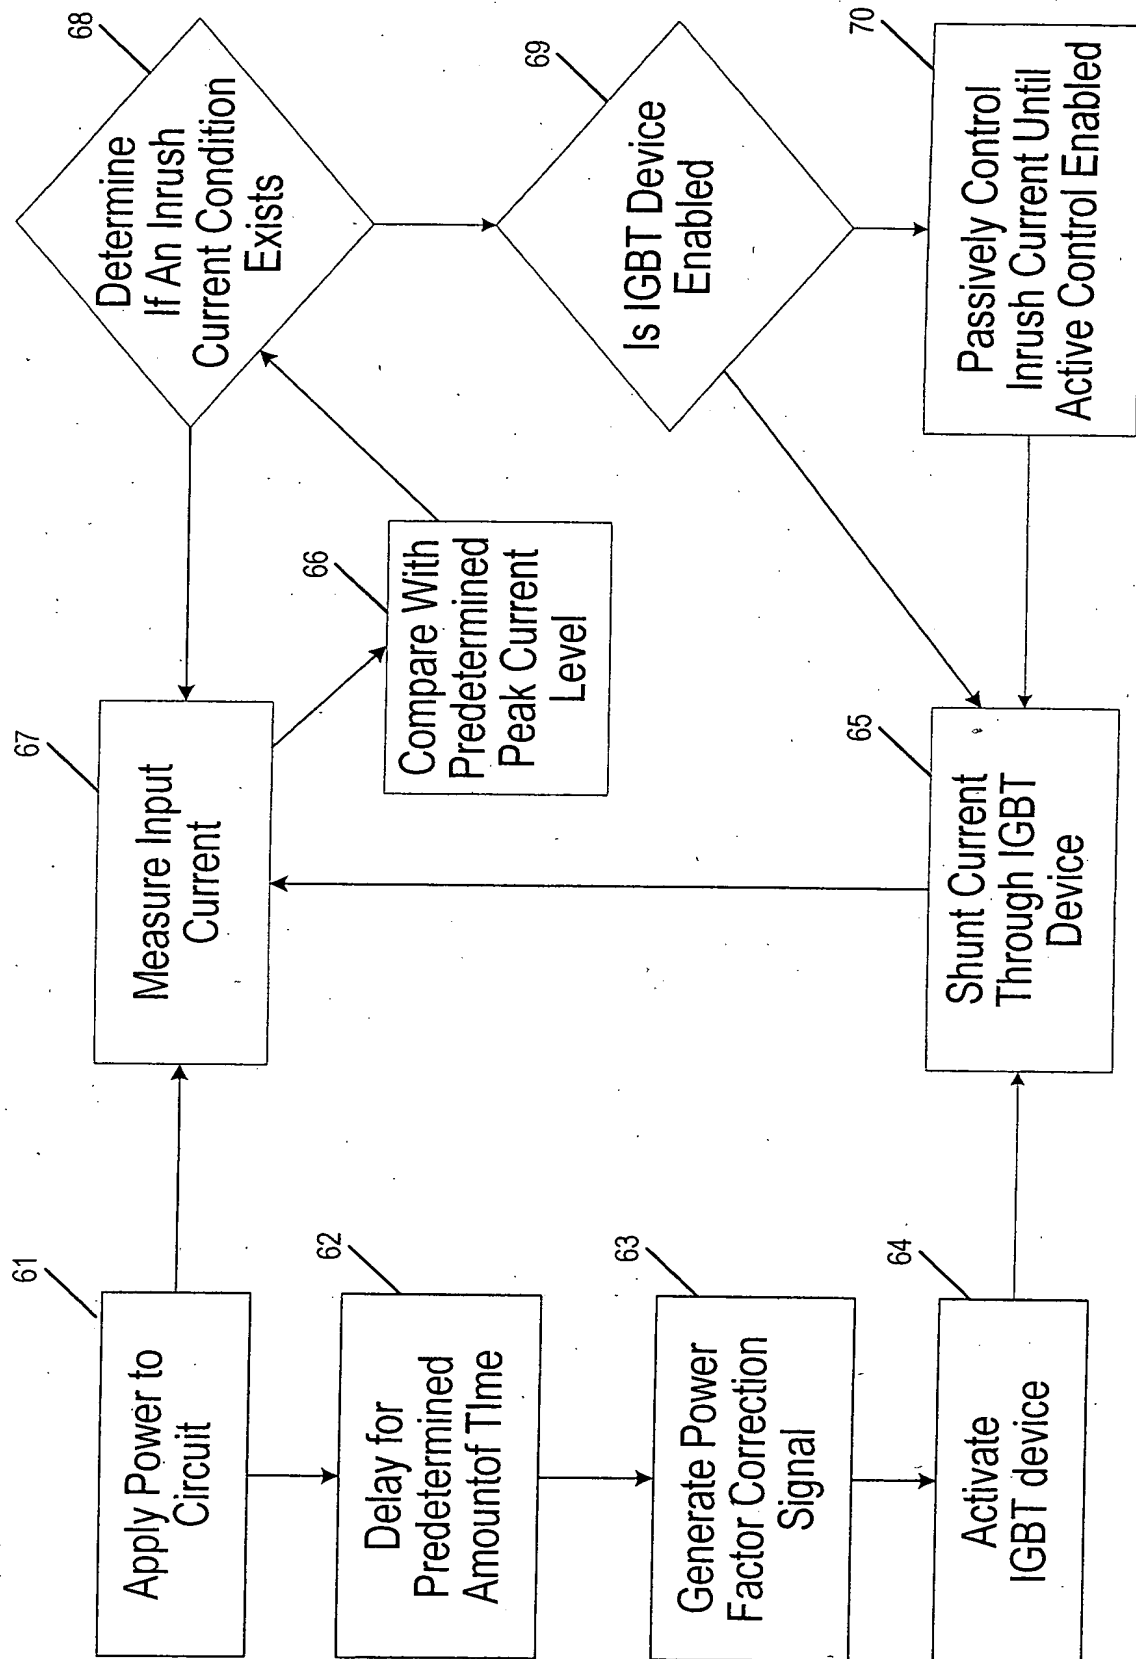 61
Apply Power to
Circuit
62
Delay for
Predetermined
Amountof TIme
63
Generate Power
Factor Correction
Signal
64
Activate
IGBT device
67
Measure Input
Current
66
Compare With
Predetermined
Peak Current
Level
65
Shunt Current
Through IGBT
Device
68
Determine
If An Inrush
Current Condition
Exists
69
Is IGBT Device
Enabled
70
Passively Control
Inrush Current Until
Active Control Enabled